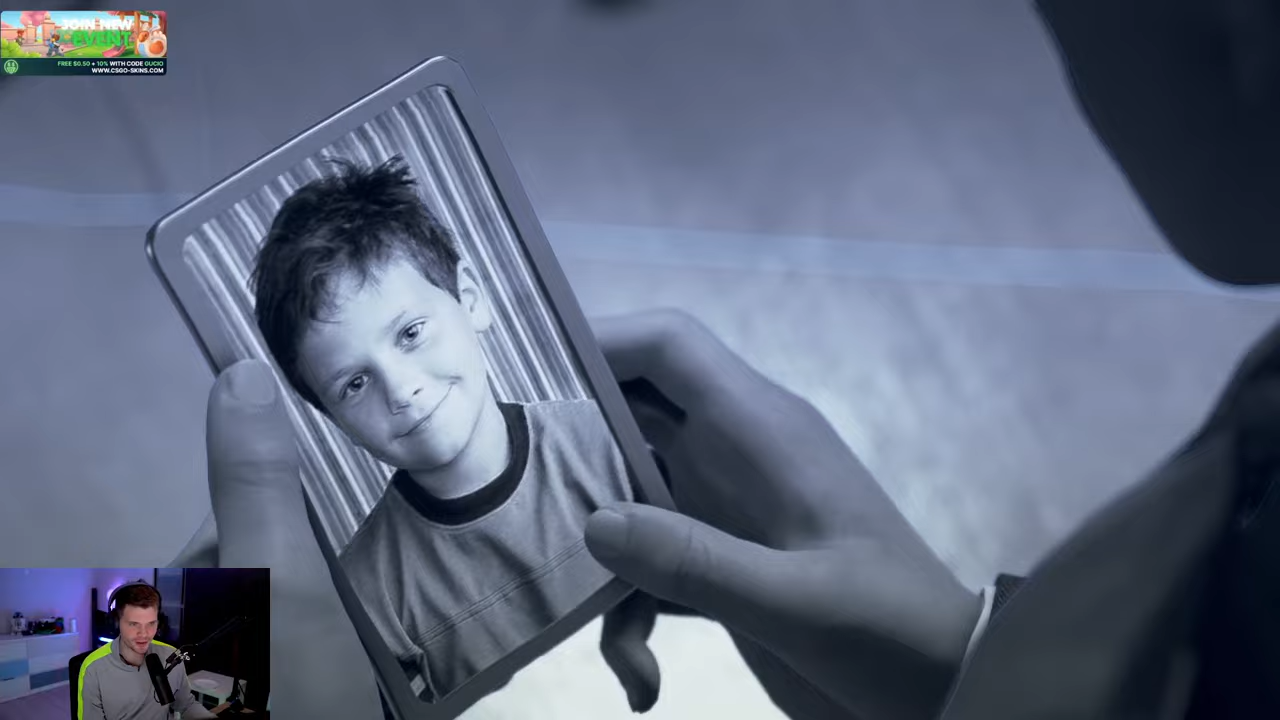 JOIN NEW
EVENT
FREE $0.50 + 10% WITH CODE GUCIO
WWW.CSGO-SKINS.COM